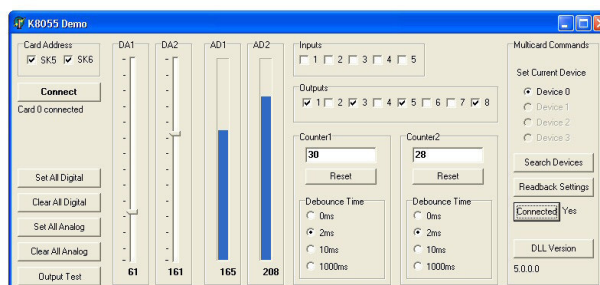 K8055 Demo
Card Address
SK5 SK6
Connect
Card 0 connected
Set All Digital
Clear All Digital
Set All Analog
Clear All Analog
Output Test
DA1
61
DA2
161
AD1
165
AD2
208
Inputs
1 2 3 4 5
Outputs
1 2 3 4 5 6 7 8
Counter1
30
Reset
Debounce Time
0ms
2ms
10ms
1000ms
Counter2
28
Reset
Debounce Time
0ms
2ms
10ms
1000ms
Multicard Commands
Set Current Device
Device 0
Device 1
Device 2
Device 3
Search Devices
Readback Settings
Connected Yes
DLL Version
5.0.0.0